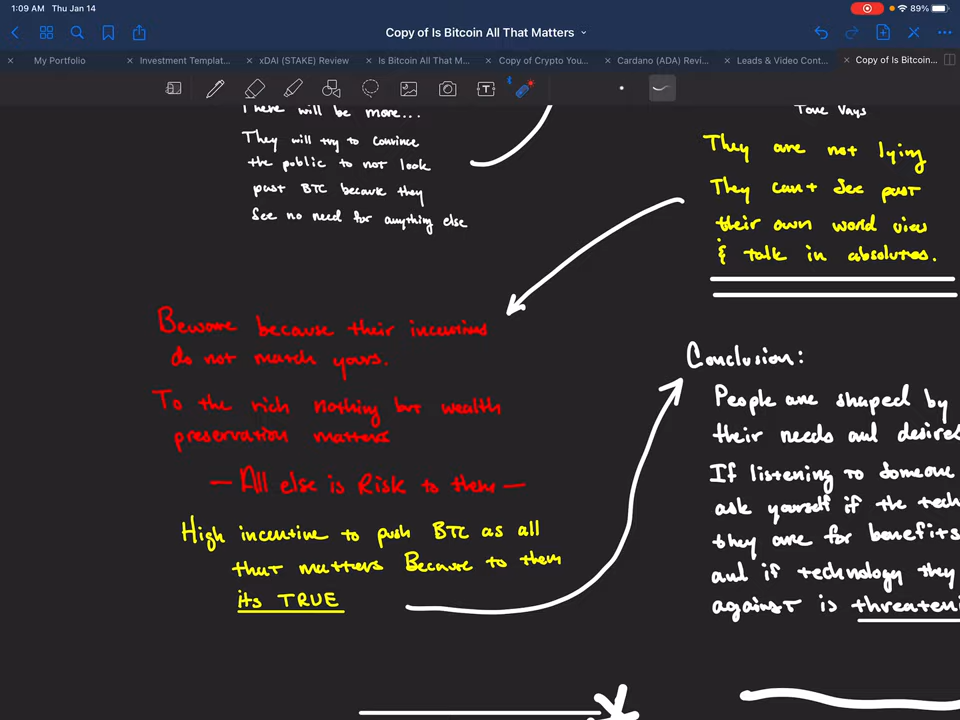 1:09 AM Thu Jan 14
89%
Copy of Is Bitcoin All That Matters
My Portfolio
Investment Templat...
xDAI (STAKE) Review
Is Bitcoin All That M...
Copy of Crypto You...
Cardano (ADA) Revi...
Leads & Video Cont...
Copy of Is Bitcoin...
There will be more...
They will try to convince
the public to not look
past BTC because they
See no need for anything else
Tone Vays
They are not lying
They can't See past
their own world view
& talk in absolutes.
Beware because their incentives
do not match yours.
To the rich nothing but wealth
preservation matters
— All else is Risk to them —
High incentive to push BTC as all
that matters Because to them
its TRUE
Conclusion:
People are shaped by
their needs and desires
If listening to someone
ask yourself if the tech
they are for benefits
and if technology they
against is threateni